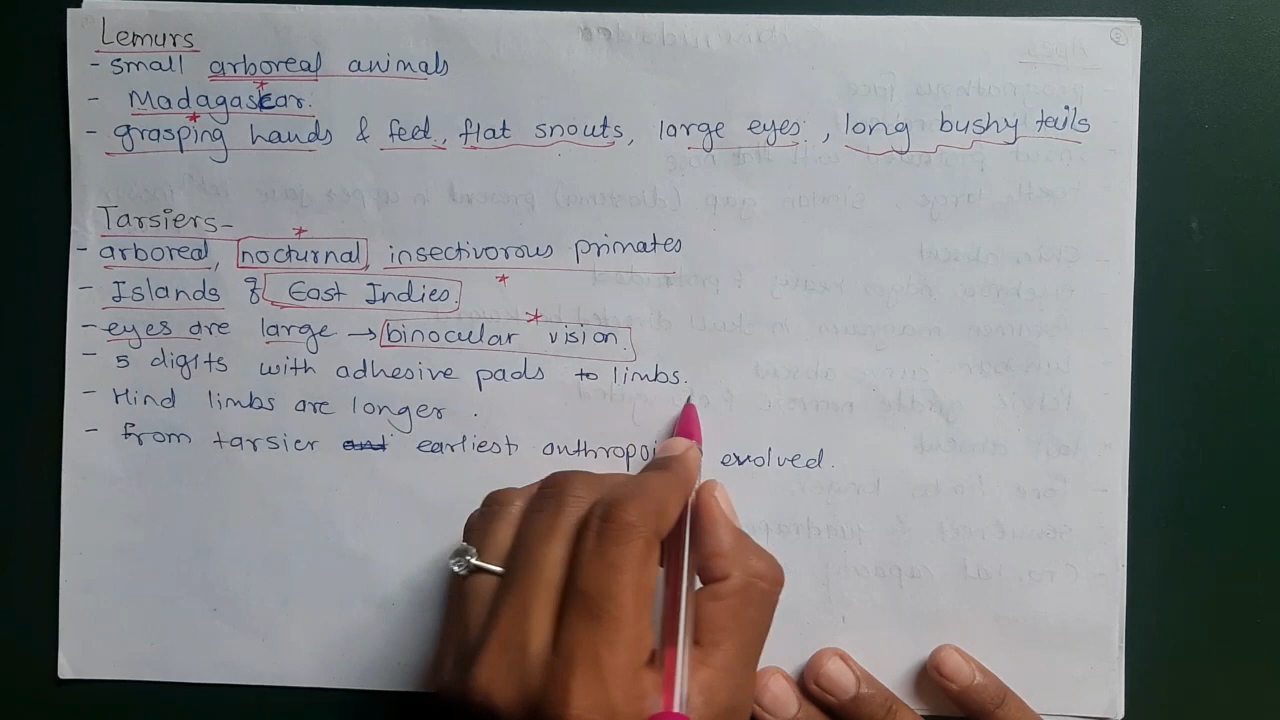 Lemurs
- small arboreal animals
- Madagascar.
- grasping hands & feet, flat snouts, large eyes, long bushy tails
Tarsiers-
- arboreal, nocturnal, insectivorous primates
- Islands of East Indies.
- eyes are large → binocular vision.
- 5 digits with adhesive pads to limbs.
- Hind limbs are longer.
- From tarsier earliest evolved.